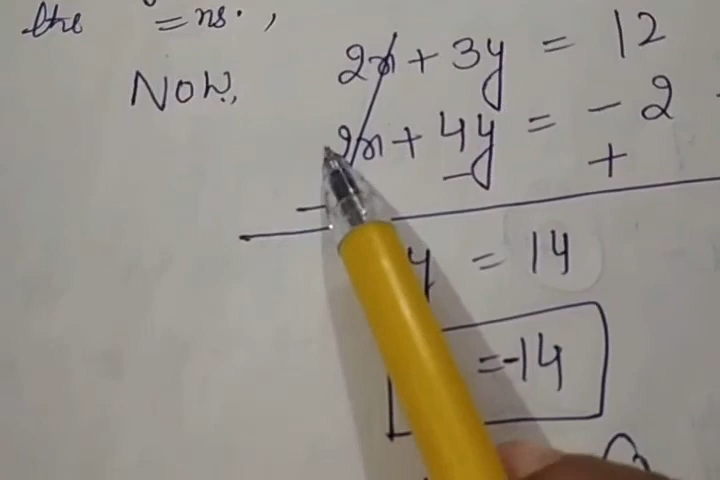 the = ns.,
Now, 2x + 3y = 12
2x + 4y = - 2
- - +
y = 14
= -14